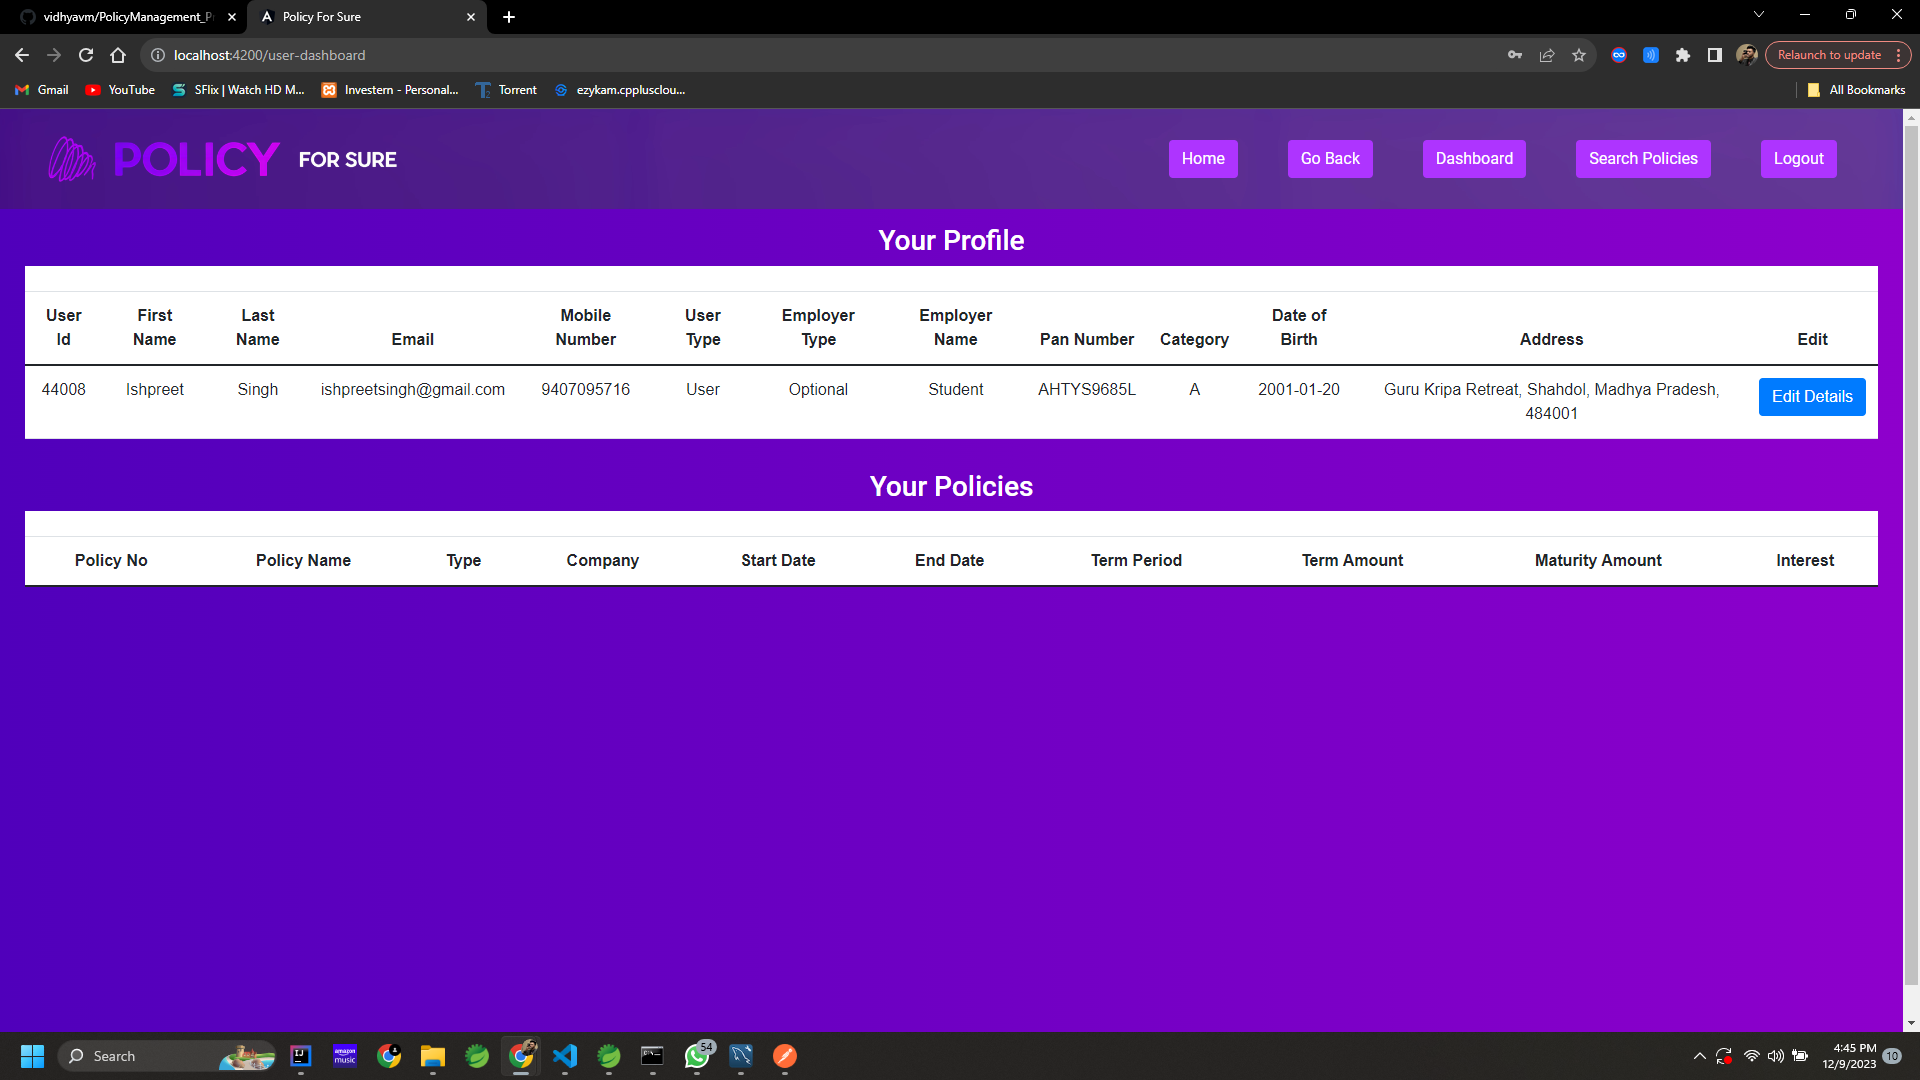 vidhyavm/PolicyManagement_P
Policy For Sure
localhost:4200/user-dashboard
Relaunch to update
Gmail
YouTube
SFlix | Watch HD M...
Investern - Personal...
Torrent
ezykam.cpplusclou...
All Bookmarks
POLICY FOR SURE
Home
Go Back
Dashboard
Search Policies
Logout
Your Profile
User Id
First Name
Last Name
Email
Mobile Number
User Type
Employer Type
Employer Name
Pan Number
Category
Date of Birth
Address
Edit
44008
Ishpreet
Singh
ishpreetsingh@gmail.com
9407095716
User
Optional
Student
AHTYS9685L
A
2001-01-20
Guru Kripa Retreat, Shahdol, Madhya Pradesh,
484001
Edit Details
Your Policies
Policy No
Policy Name
Type
Company
Start Date
End Date
Term Period
Term Amount
Maturity Amount
Interest
Search
IJ
amazon
music
54
4:45 PM
12/9/2023
10